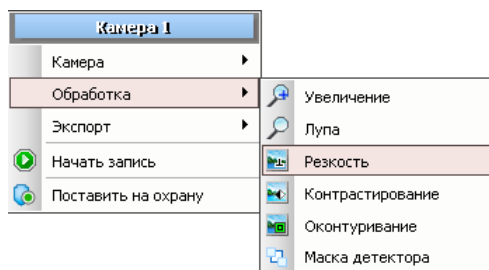 Камера 1
Камера
Обработка
Экспорт
Начать запись
Поставить на охрану
Увеличение
Лупа
Резкость
Контрастирование
Оконтуривание
Маска детектора